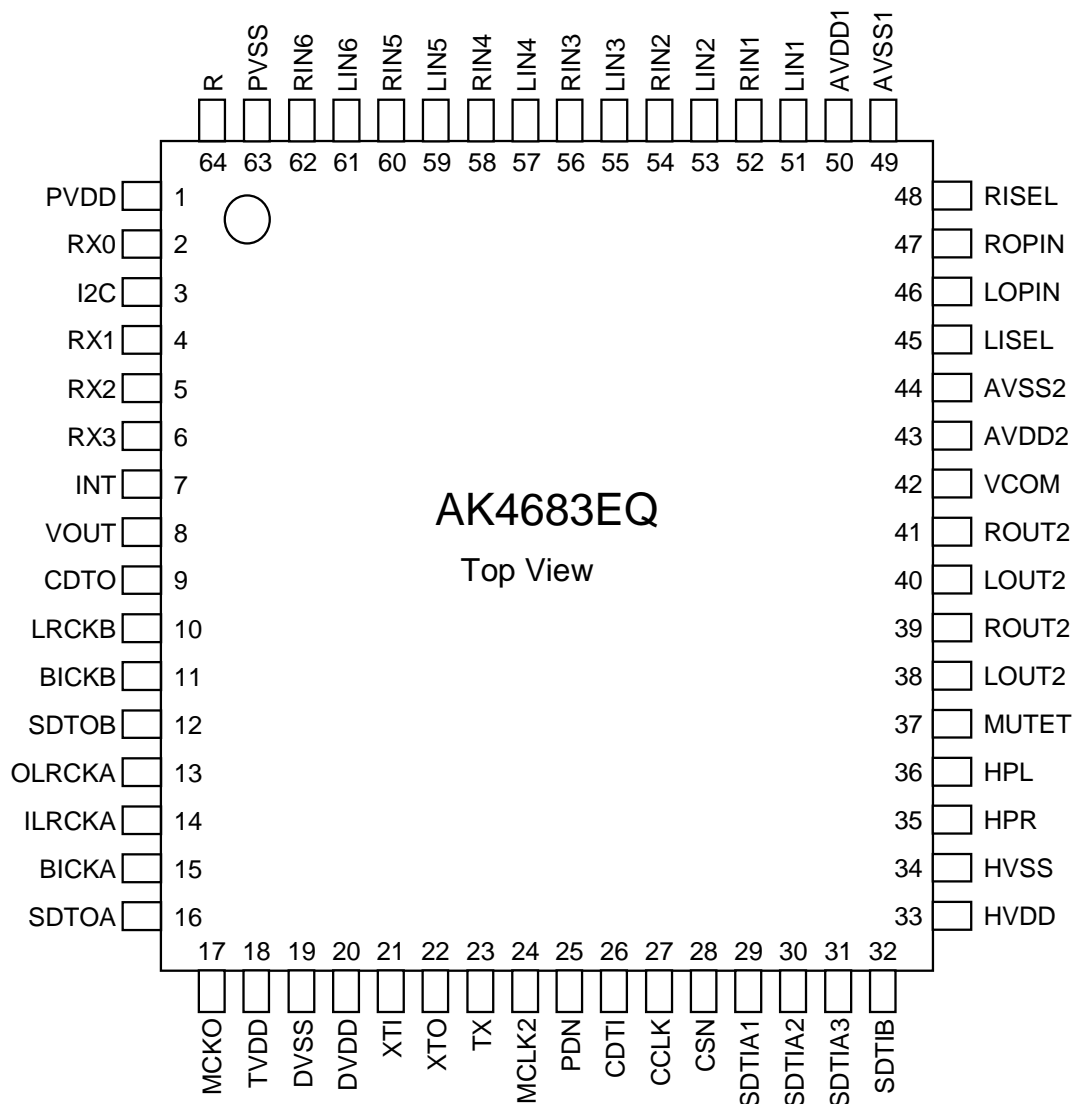 R PVSS RIN6 LIN6 RIN5 LIN5 RIN4 LIN4 RIN3 LIN3 RIN2 LIN2 RIN1 LIN1 AVDD1 AVSS1
64 63 62 61 60 59 58 57 56 55 54 53 52 51 50 49
PVDD 1 48 RISEL
RX0 2 47 ROPIN
I2C 3 46 LOPIN
RX1 4 45 LISEL
RX2 5 44 AVSS2
RX3 6 43 AVDD2
INT 7 42 VCOM
AK4683EQ
VOUT 8 41 ROUT2
Top View
CDTO 9 40 LOUT2
LRCKB 10 39 ROUT2
BICKB 11 38 LOUT2
SDTOB 12 37 MUTET
OLRCKA 13 36 HPL
ILRCKA 14 35 HPR
BICKA 15 34 HVSS
SDTOA 16 33 HVDD
17 18 19 20 21 22 23 24 25 26 27 28 29 30 31 32
MCKO TVDD DVSS DVDD XTI XTO TX MCLK2 PDN CDTI CCLK CSN SDTIA1 SDTIA2 SDTIA3 SDTIB